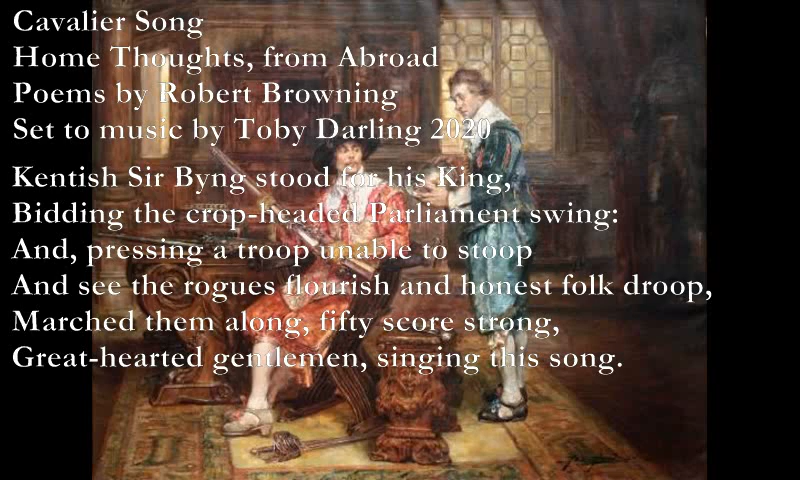 Cavalier Song
Home Thoughts, from Abroad
Poems by Robert Browning
Set to music by Toby Darling 2020
Kentish Sir Byng stood for his King,
Bidding the crop-headed Parliament swing:
And, pressing a troop unable to stoop
And see the rogues flourish and honest folk droop,
Marched them along, fifty score strong,
Great-hearted gentlemen, singing this song.